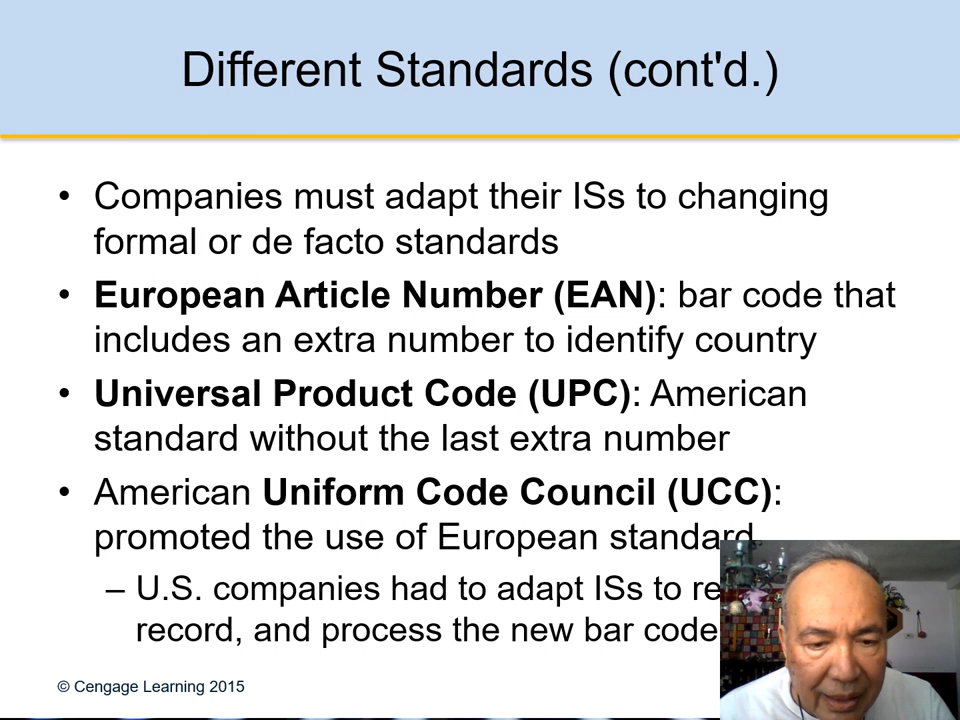 Different Standards (cont'd.)
• Companies must adapt their ISs to changing
formal or de facto standards
• European Article Number (EAN): bar code that
includes an extra number to identify country
• Universal Product Code (UPC): American
standard without the last extra number
• American Uniform Code Council (UCC):
promoted the use of European standard
– U.S. companies had to adapt ISs to
record, and process the new bar code
© Cengage Learning 2015